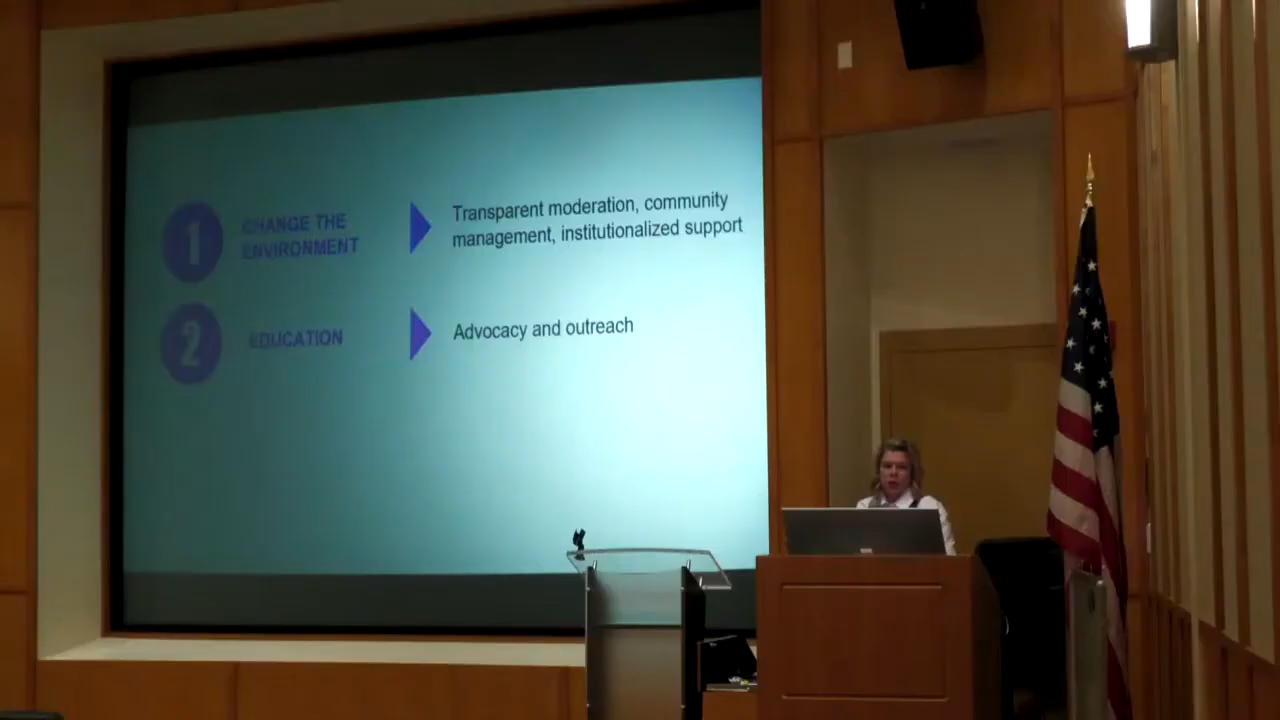 1
CHANGE THE
ENVIRONMENT
Transparent moderation, community
management, institutionalized support
2
EDUCATION
Advocacy and outreach